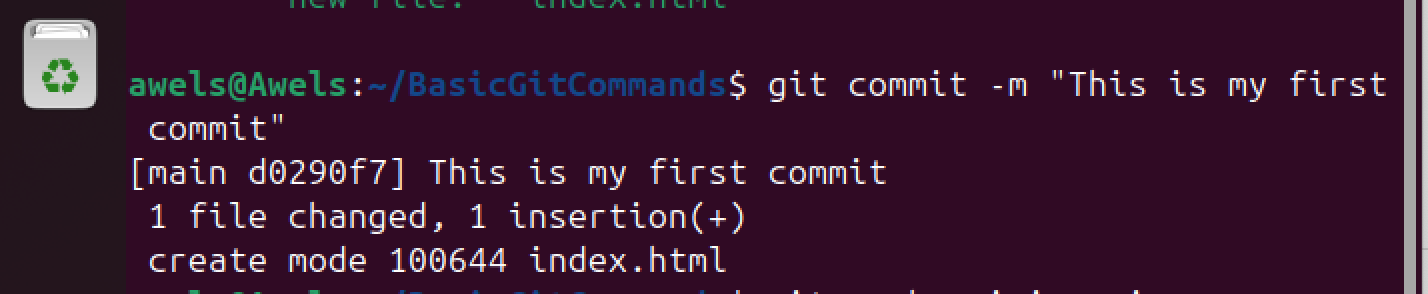 new file:   index.html
awels@Awels:~/BasicGitCommands$ git commit -m "This is my first
commit"
[main d0290f7] This is my first commit
1 file changed, 1 insertion(+)
create mode 100644 index.html